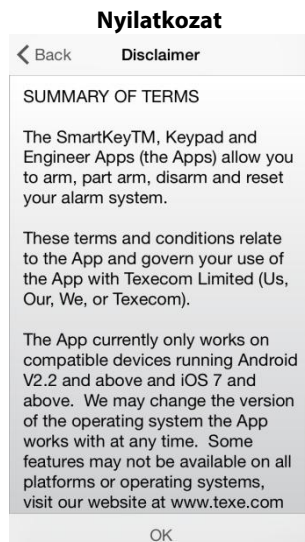 Nyilatkozat
Back Disclaimer
SUMMARY OF TERMS
The SmartKeyTM, Keypad and
Engineer Apps (the Apps) allow you
to arm, part arm, disarm and reset
your alarm system.
These terms and conditions relate
to the App and govern your use of
the App with Texecom Limited (Us,
Our, We, or Texecom).
The App currently only works on
compatible devices running Android
V2.2 and above and iOS 7 and
above. We may change the version
of the operating system the App
works with at any time. Some
features may not be available on all
platforms or operating systems,
visit our website at www.texe.com
OK